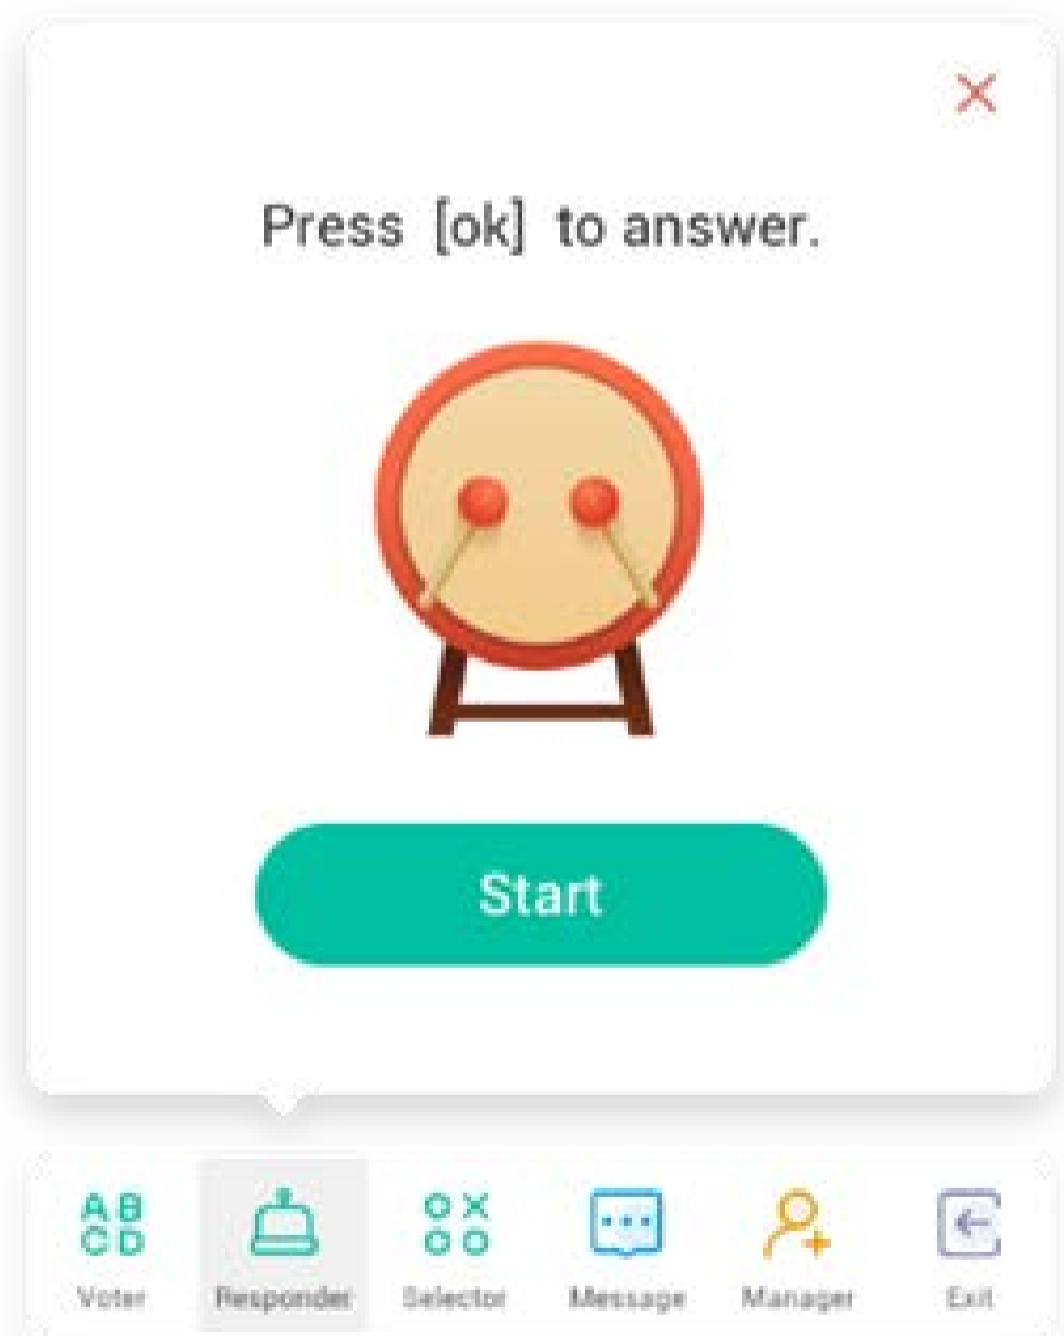 Press [ok] to answer.
Start
A B
C D
Voter Responder Selector Message Manager Exit